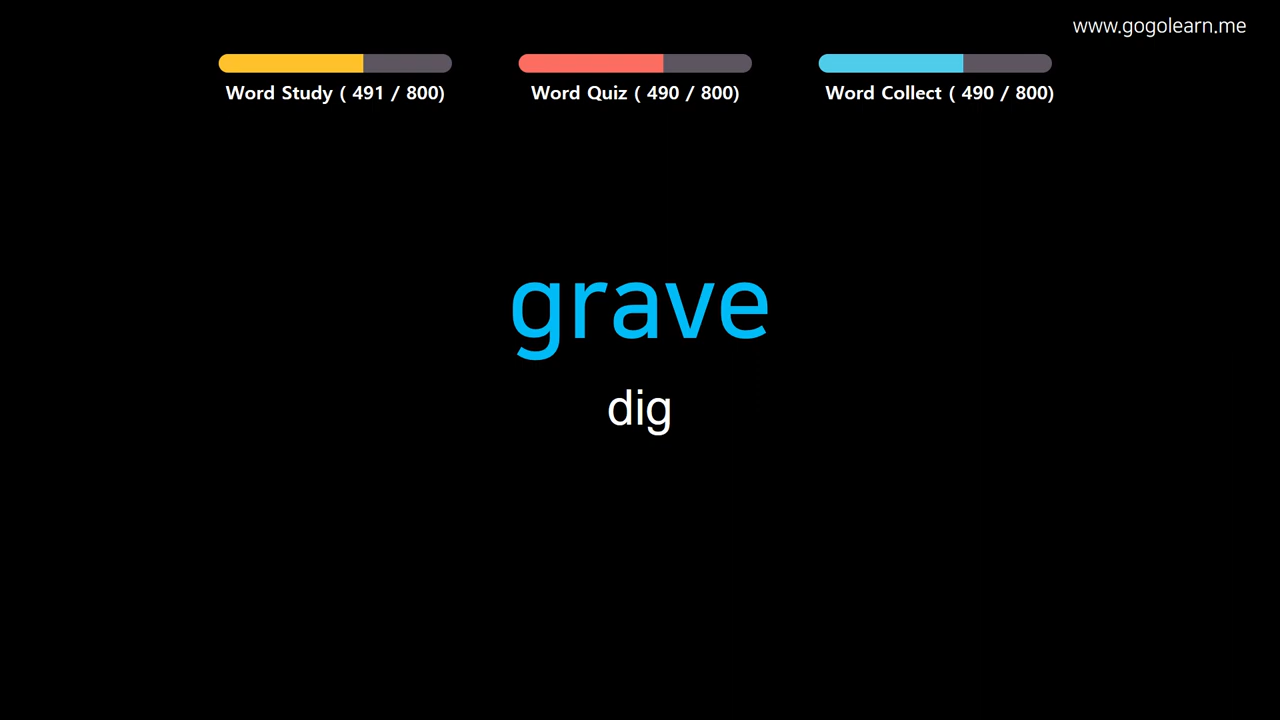 www.gogolearn.me
Word Study ( 491 / 800)
Word Quiz ( 490 / 800)
Word Collect ( 490 / 800)
grave
dig